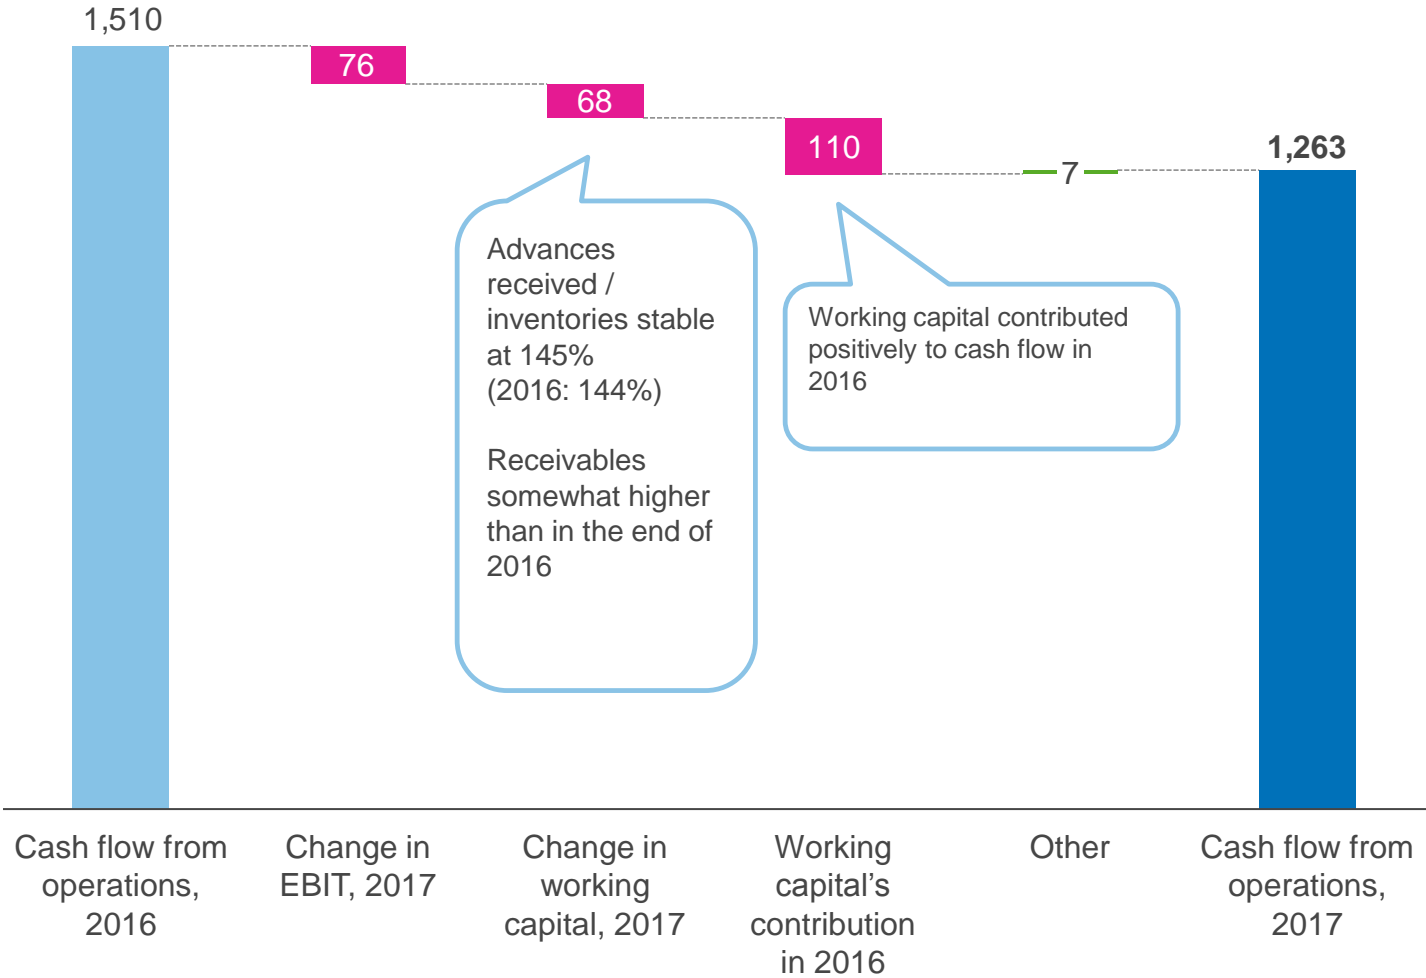 1,510
76
68
110
7
1,263
Advances
received /
inventories stable
at 145%
(2016: 144%)
Receivables
somewhat higher
than in the end of
2016
Working capital contributed
positively to cash flow in
2016
Cash flow from
operations,
2016
Change in
EBIT, 2017
Change in
working
capital, 2017
Working
capital’s
contribution
in 2016
Other
Cash flow from
operations,
2017